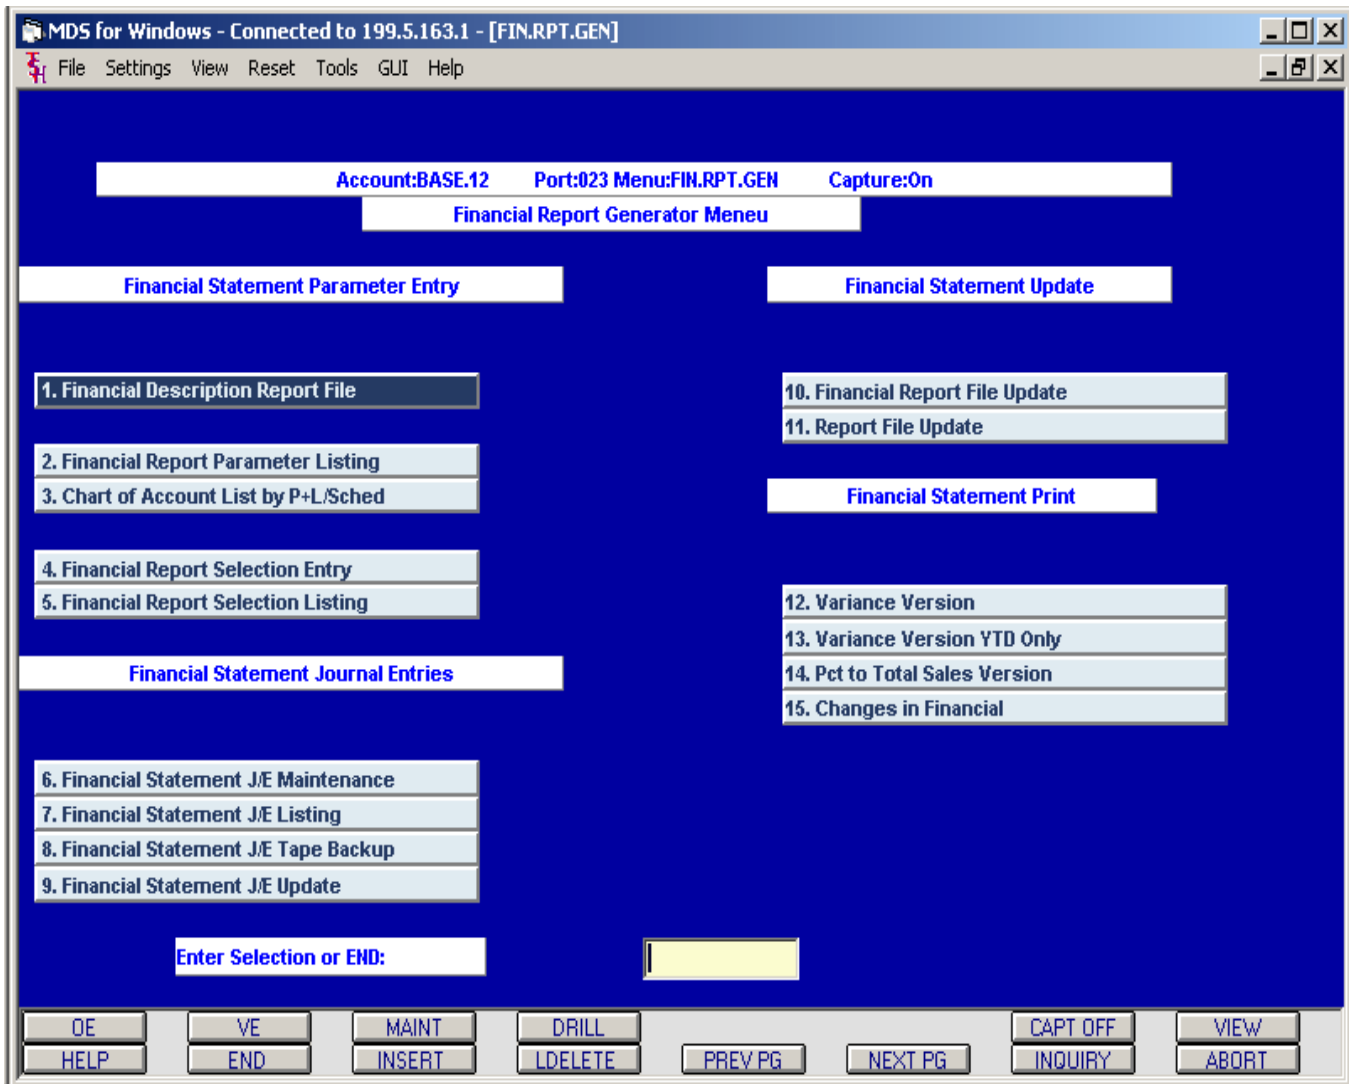 MDS for Windows - Connected to 199.5.163.1 - [FIN.RPT.GEN]
File Settings View Reset Tools GUI Help
Account:BASE.12 Port:023 Menu:FIN.RPT.GEN Capture:On
Financial Report Generator Meneu
Financial Statement Parameter Entry
1. Financial Description Report File
2. Financial Report Parameter Listing
3. Chart of Account List by P+L/Sched
4. Financial Report Selection Entry
5. Financial Report Selection Listing
Financial Statement Journal Entries
6. Financial Statement J/E Maintenance
7. Financial Statement J/E Listing
8. Financial Statement J/E Tape Backup
9. Financial Statement J/E Update
Financial Statement Update
10. Financial Report File Update
11. Report File Update
Financial Statement Print
12. Variance Version
13. Variance Version YTD Only
14. Pct to Total Sales Version
15. Changes in Financial
Enter Selection or END:
OE VE MAINT DRILL CAPT OFF VIEW
HELP END INSERT LDELETE PREV PG NEXT PG INQUIRY ABORT